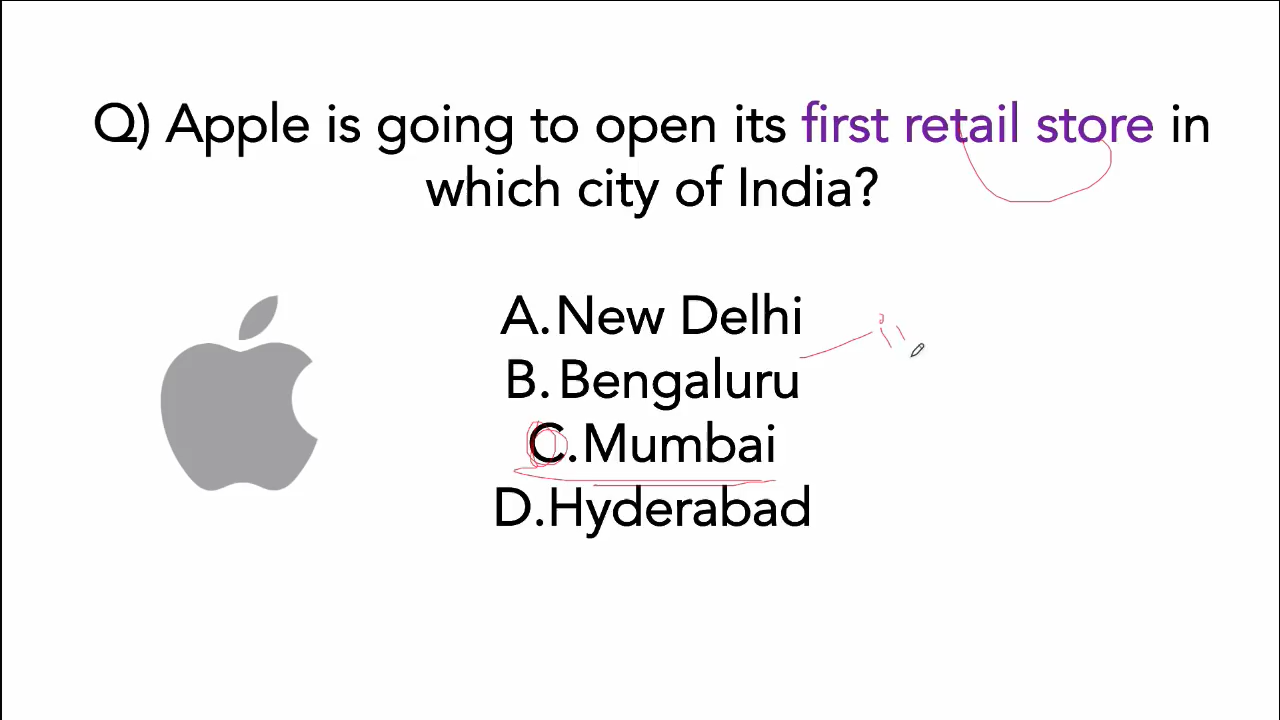 Q) Apple is going to open its first retail store in
which city of India?
A. New Delhi
B. Bengaluru
C. Mumbai
D. Hyderabad